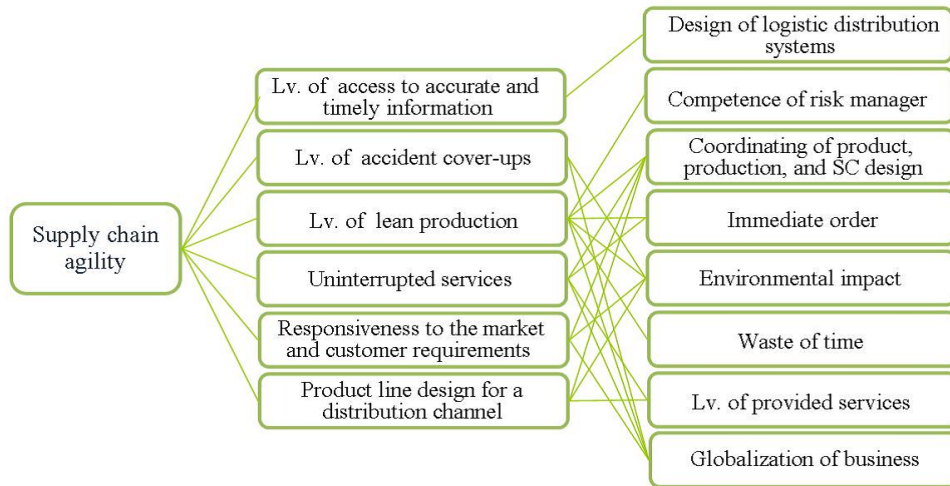 Supply chain
agility
Lv. of access to accurate and
timely information
Lv. of accident cover-ups
Lv. of lean production
Uninterrupted services
Responsiveness to the market
and customer requirements
Product line design for a
distribution channel
Design of logistic distribution
systems
Competence of risk manager
Coordinating of product,
production, and SC design
Immediate order
Environmental impact
Waste of time
Lv. of provided services
Globalization of business